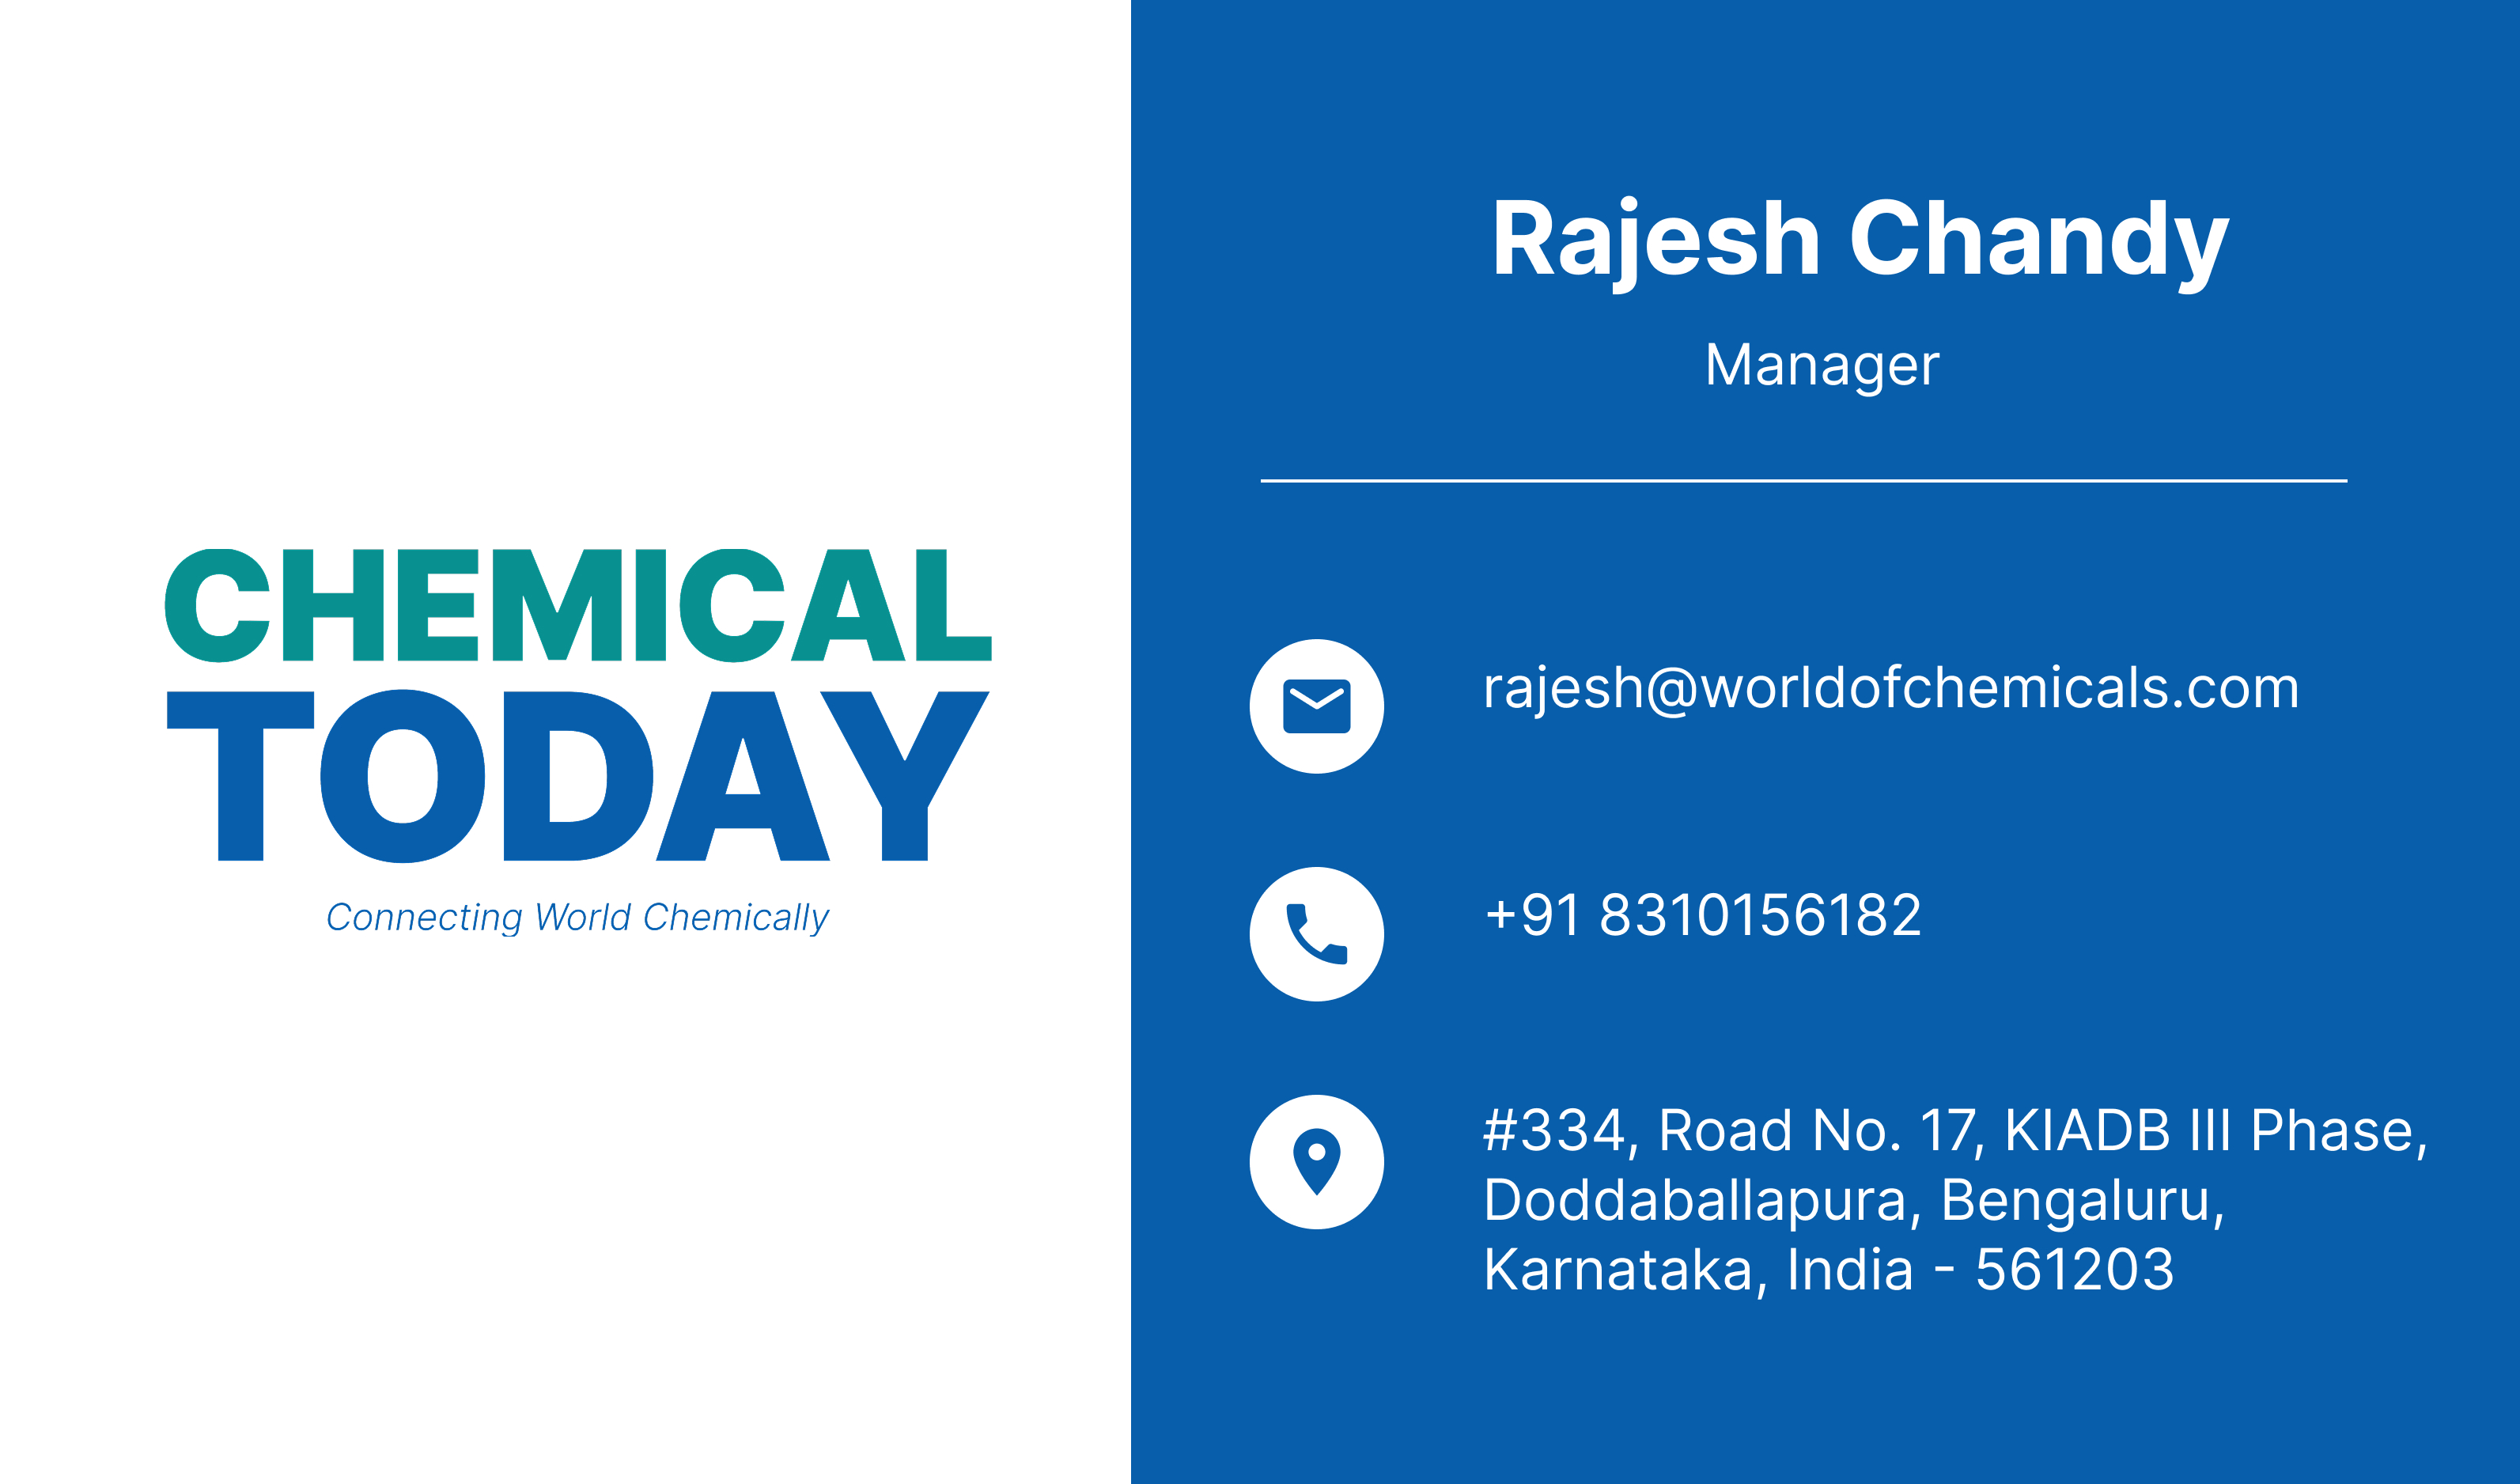 CHEMICAL
TODAY
Connecting World Chemically
Rajesh Chandy
Manager
rajesh@worldofchemicals.com
+91 8310156182
#334, Road No. 17, KIADB III Phase,
Doddaballapura, Bengaluru,
Karnataka, India - 561203